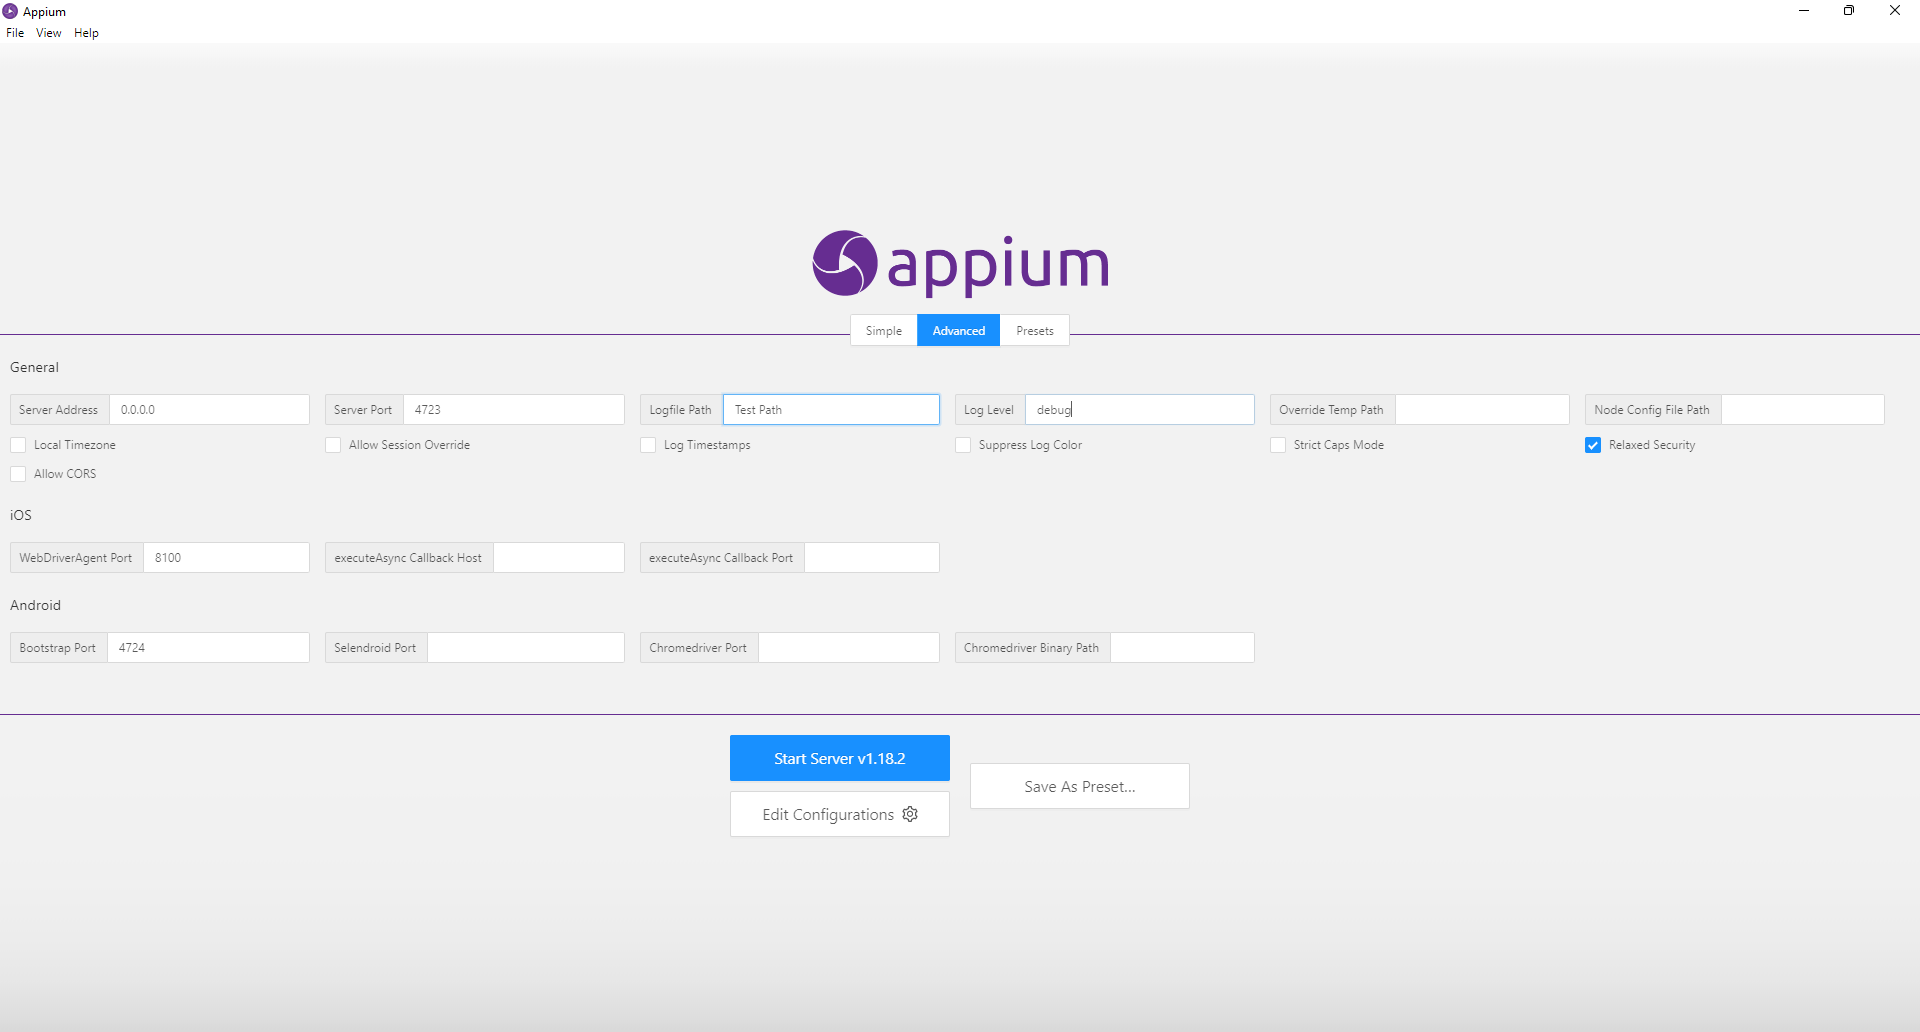 Appium
File View Help
appium
Simple Advanced Presets
General
Server Address 0.0.0.0 Server Port 4723 Logfile Path Test Path Log Level debug Override Temp Path Node Config File Path
Local Timezone Allow Session Override Log Timestamps Suppress Log Color Strict Caps Mode Relaxed Security
Allow CORS
iOS
WebDriverAgent Port 8100 executeAsync Callback Host executeAsync Callback Port
Android
Bootstrap Port 4724 Selendroid Port Chromedriver Port Chromedriver Binary Path
Start Server v1.18.2
Save As Preset...
Edit Configurations